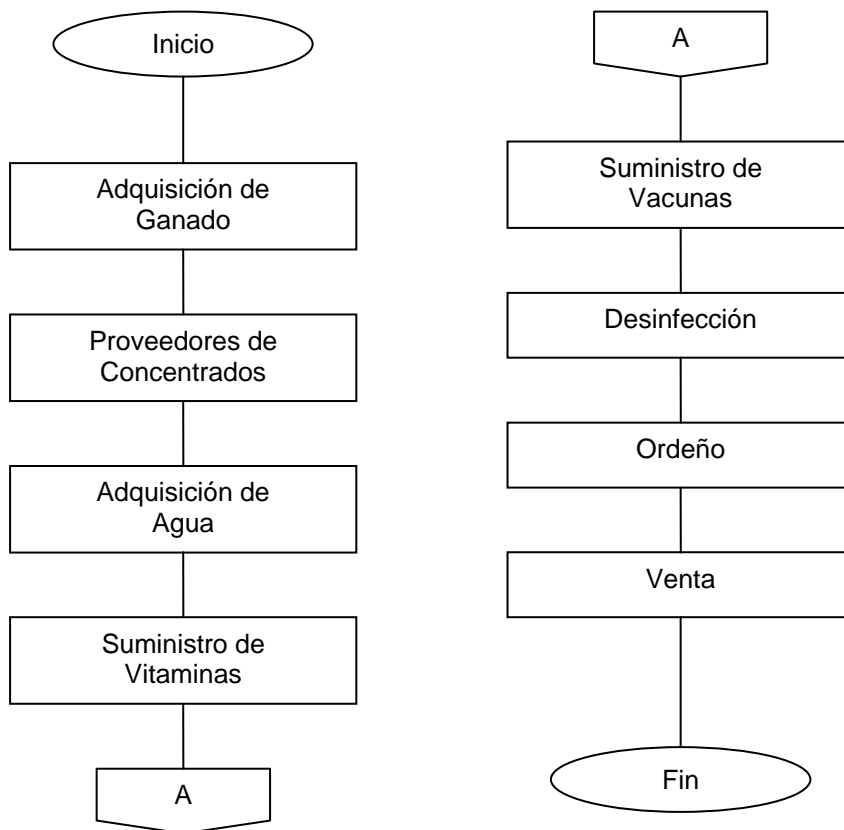 Inicio
Adquisición de
Ganado
Proveedores de
Concentrados
Adquisición de
Agua
Suministro de
Vitaminas
A
A
Suministro de
Vacunas
Desinfección
Ordeño
Venta
Fin